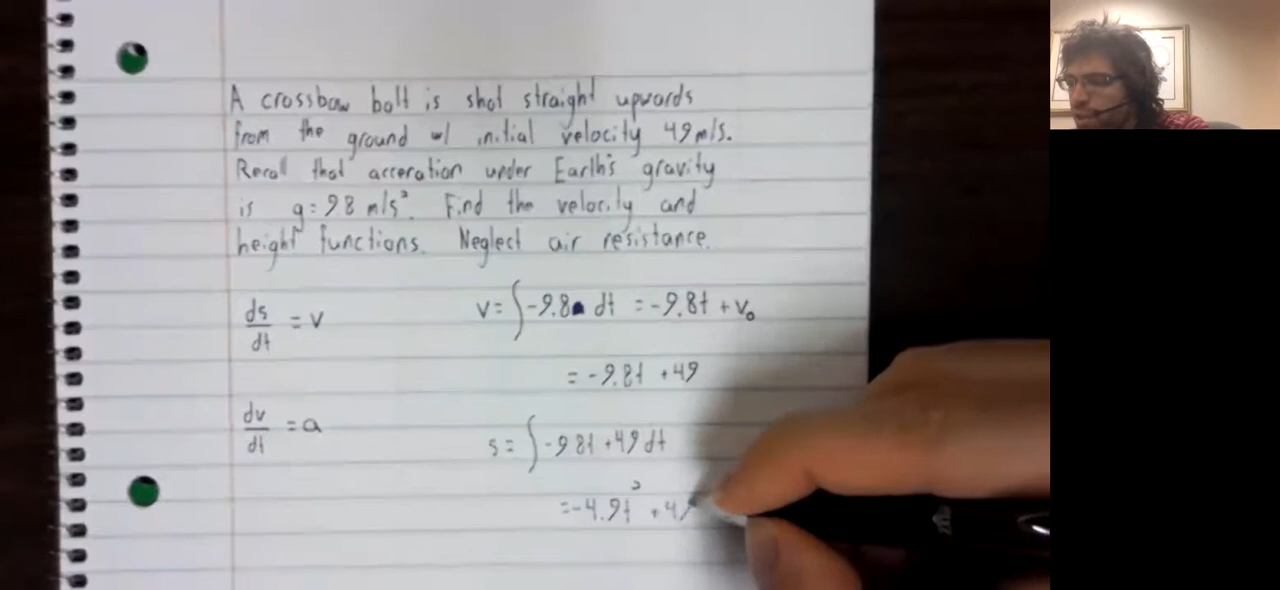 A crossbow bolt is shot straight upwards
from the ground w/ initial velocity 49m/s.
Recall that acceration under Earth's gravity
is g=9.8 m/s². Find the velocity and
height functions. Neglect air resistance.
ds/dt = v
v = ∫ -9.8 dt = -9.8t + v₀
= -9.8t + 49
dv/dt = a
s = ∫ -9.8t + 49 dt
= -4.9t² + 4